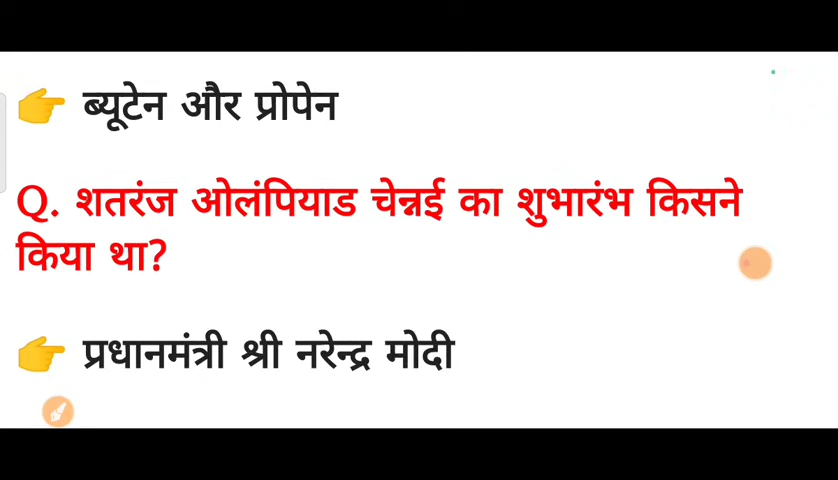 👉 ब्यूटेन और प्रोपेन
Q. शतरंज ओलंपियाड चेन्नई का शुभारंभ किसने
किया था?
👉 प्रधानमंत्री श्री नरेन्द्र मोदी